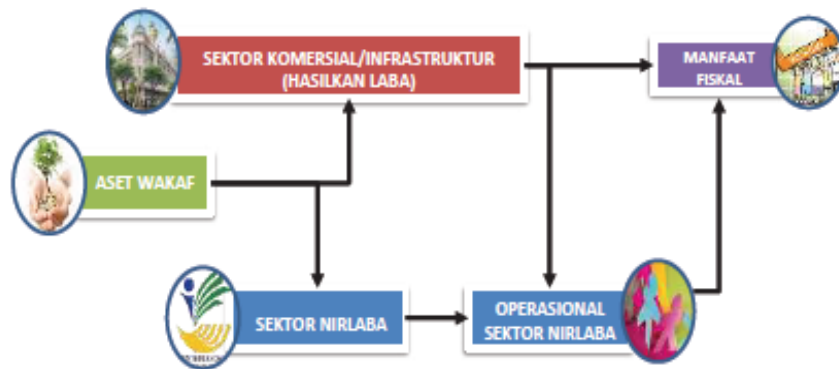 SEKTOR KOMERSIAL/INFRASTRUKTUR
(HASILKAN LABA)
MANFAAT
FISKAL
ASET WAKAF
SEKTOR NIRLABA
OPERASIONAL
SEKTOR NIRLABA